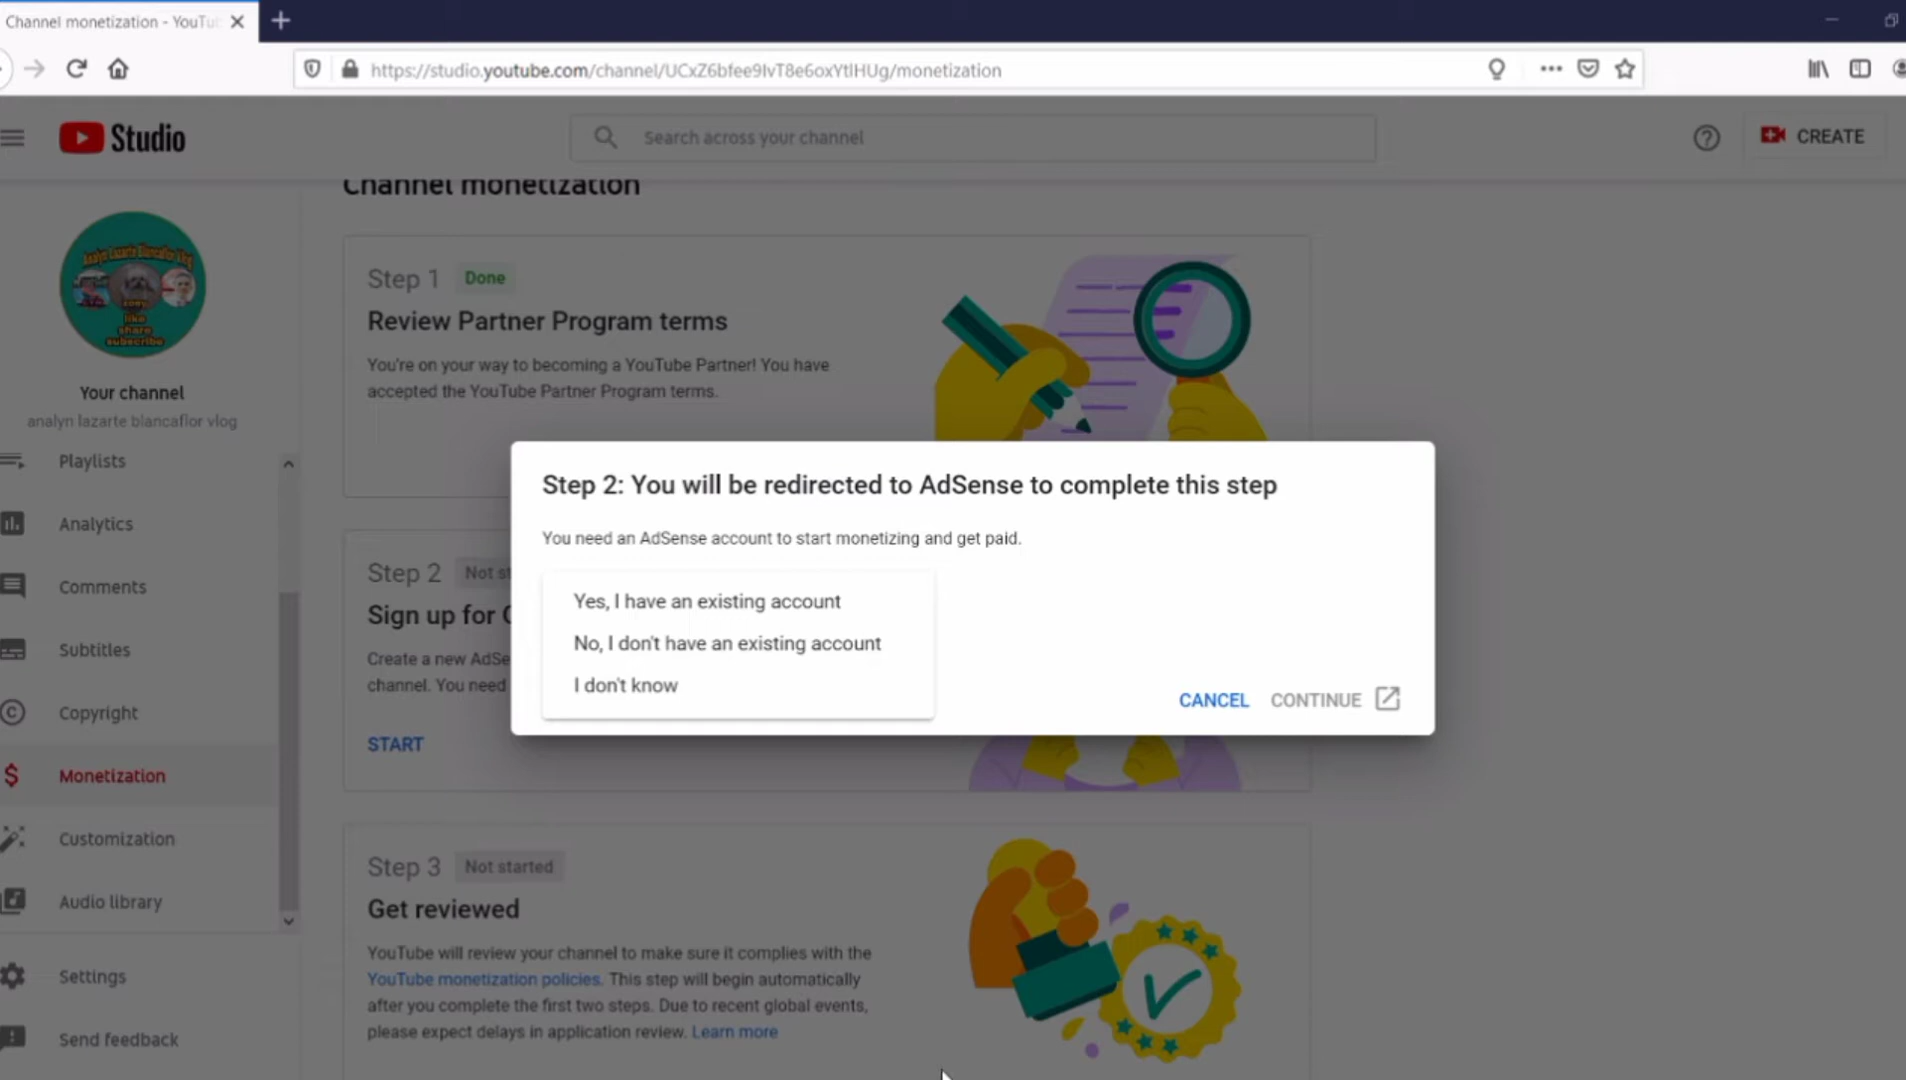 Channel monetization - YouTu
https://studio.youtube.com/channel/UCxZ6bfee9IvT8e6oxYtlHUg/monetization
Studio
Search across your channel
CREATE
Channel monetization
Analyn Lazarte Blancaflor Vlog
like
share
subscribe
Your channel
analyn lazarte blancaflor vlog
Playlists
Analytics
Comments
Subtitles
Copyright
Monetization
Customization
Audio library
Settings
Send feedback
Step 1 Done
Review Partner Program terms
You're on your way to becoming a YouTube Partner! You have
accepted the YouTube Partner Program terms.
Step 2 Not st
Sign up for
Create a new AdSe
channel. You need
START
Step 2: You will be redirected to AdSense to complete this step
You need an AdSense account to start monetizing and get paid.
Yes, I have an existing account
No, I don't have an existing account
I don't know
CANCEL CONTINUE
Step 3 Not started
Get reviewed
YouTube will review your channel to make sure it complies with the
YouTube monetization policies. This step will begin automatically
after you complete the first two steps. Due to recent global events,
please expect delays in application review. Learn more